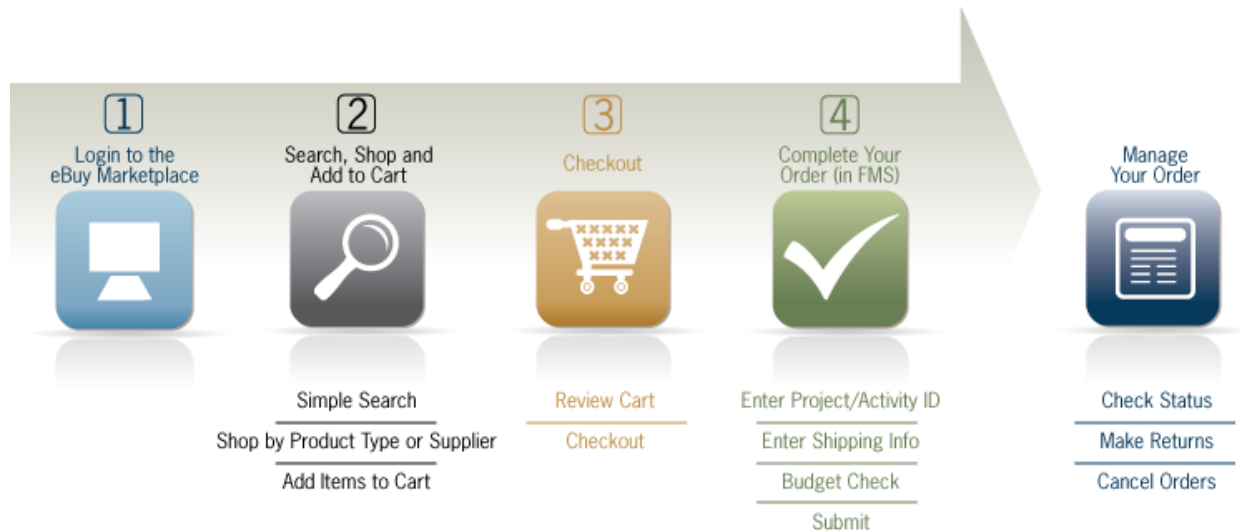 1
Login to the
eBuy Marketplace
2
Search, Shop and
Add to Cart
Simple Search
Shop by Product Type or Supplier
Add Items to Cart
3
Checkout
Review Cart
Checkout
4
Complete Your
Order (in FMS)
Enter Project/Activity ID
Enter Shipping Info
Budget Check
Submit
Manage
Your Order
Check Status
Make Returns
Cancel Orders